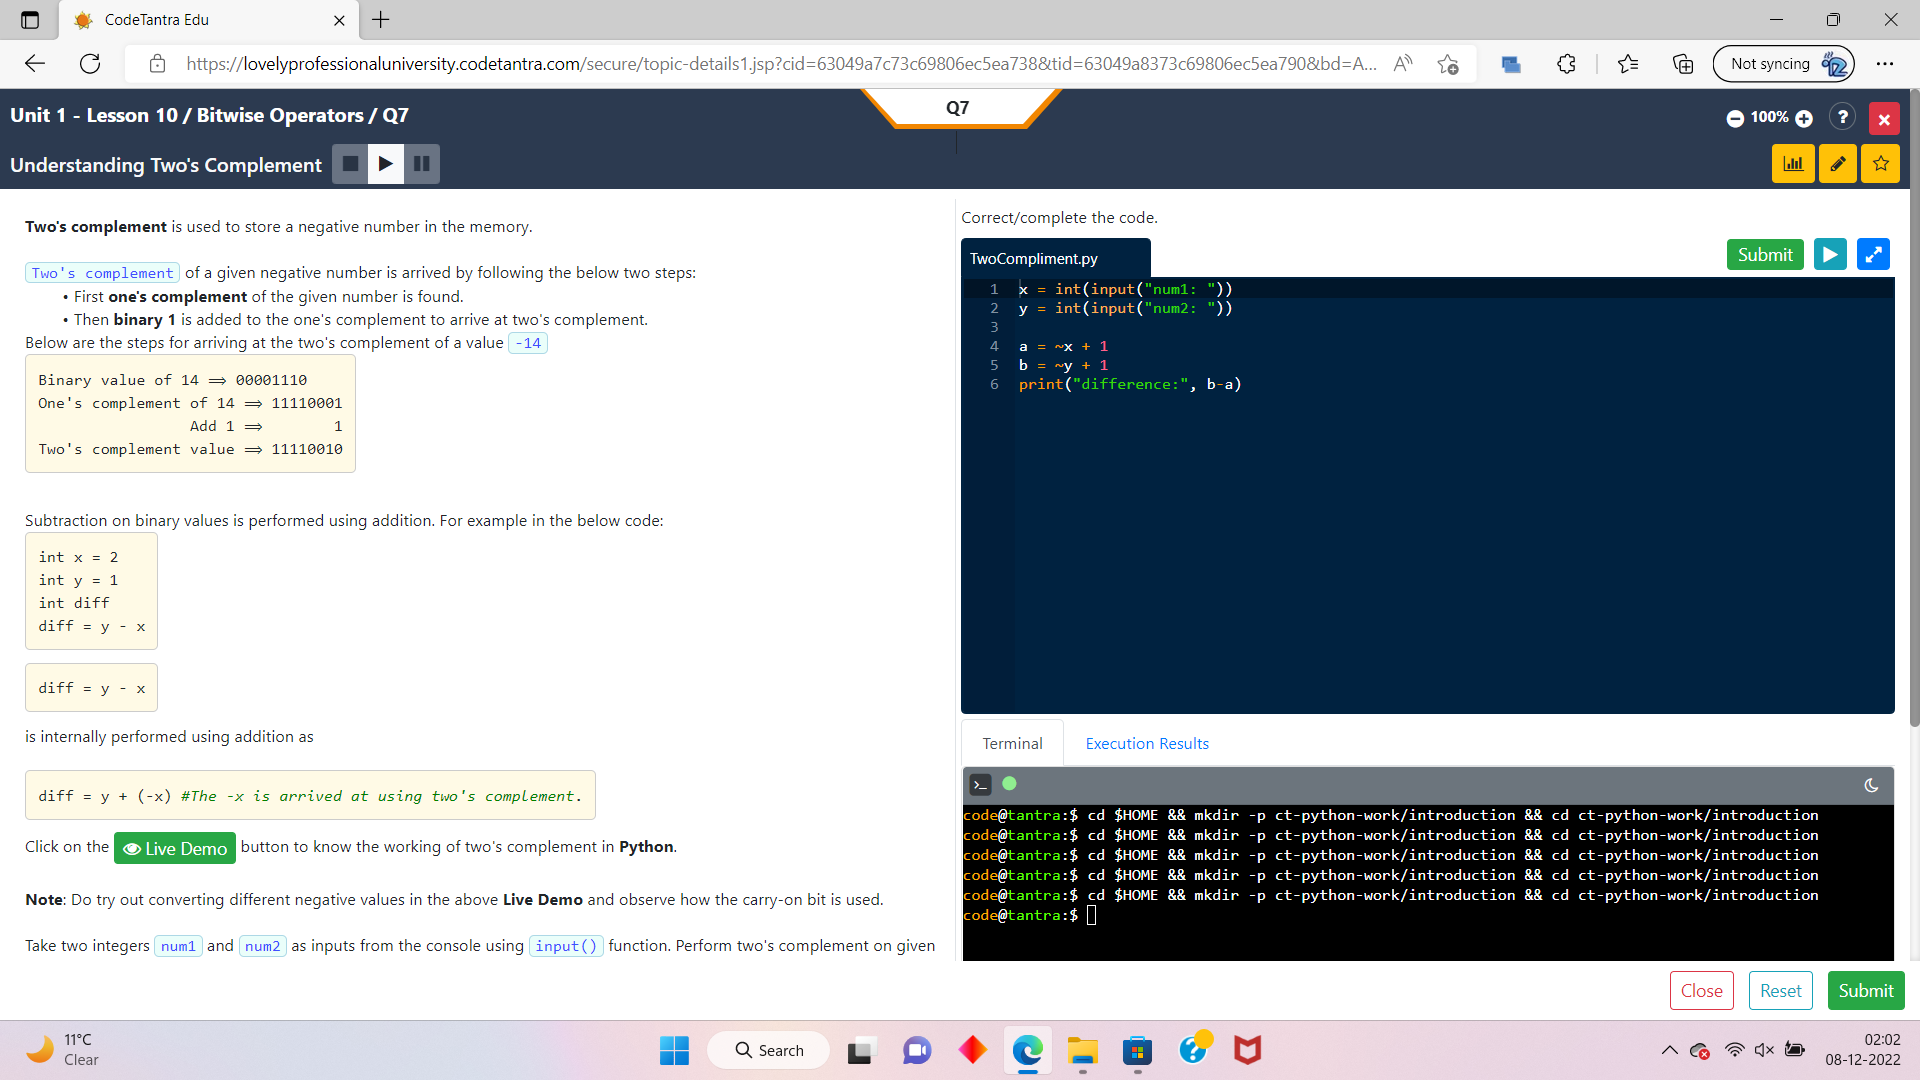 CodeTantra Edu
https://lovelyprofessionaluniversity.codetantra.com/secure/topic-details1.jsp?cid=63049a7c73c69806ec5ea738&tid=63049a8373c69806ec5ea790&bd=A...
Not syncing
Unit 1 - Lesson 10 / Bitwise Operators / Q7
Q7
100%
?
Understanding Two's Complement
Two's complement is used to store a negative number in the memory.
Two's complement of a given negative number is arrived by following the below two steps:
• First one's complement of the given number is found.
• Then binary 1 is added to the one's complement to arrive at two's complement.
Below are the steps for arriving at the two's complement of a value -14
Binary value of 14 ⟹ 00001110
One's complement of 14 ⟹ 11110001
Add 1 ⟹ 1
Two's complement value ⟹ 11110010
Subtraction on binary values is performed using addition. For example in the below code:
int x = 2
int y = 1
int diff
diff = y - x
diff = y - x
is internally performed using addition as
diff = y + (-x) #The -x is arrived at using two's complement.
Click on the Live Demo button to know the working of two's complement in Python.
Note: Do try out converting different negative values in the above Live Demo and observe how the carry-on bit is used.
Take two integers num1 and num2 as inputs from the console using input() function. Perform two's complement on given
Correct/complete the code.
TwoCompliment.py
Submit
1 x = int(input("num1: "))
2 y = int(input("num2: "))
3
4 a = ~x + 1
5 b = ~y + 1
6 print("difference:", b-a)
Terminal
Execution Results
code@tantra:$ cd $HOME && mkdir -p ct-python-work/introduction && cd ct-python-work/introduction
code@tantra:$ cd $HOME && mkdir -p ct-python-work/introduction && cd ct-python-work/introduction
code@tantra:$ cd $HOME && mkdir -p ct-python-work/introduction && cd ct-python-work/introduction
code@tantra:$ cd $HOME && mkdir -p ct-python-work/introduction && cd ct-python-work/introduction
code@tantra:$ cd $HOME && mkdir -p ct-python-work/introduction && cd ct-python-work/introduction
code@tantra:$
Close
Reset
Submit
11°C
Clear
Search
02:02
08-12-2022